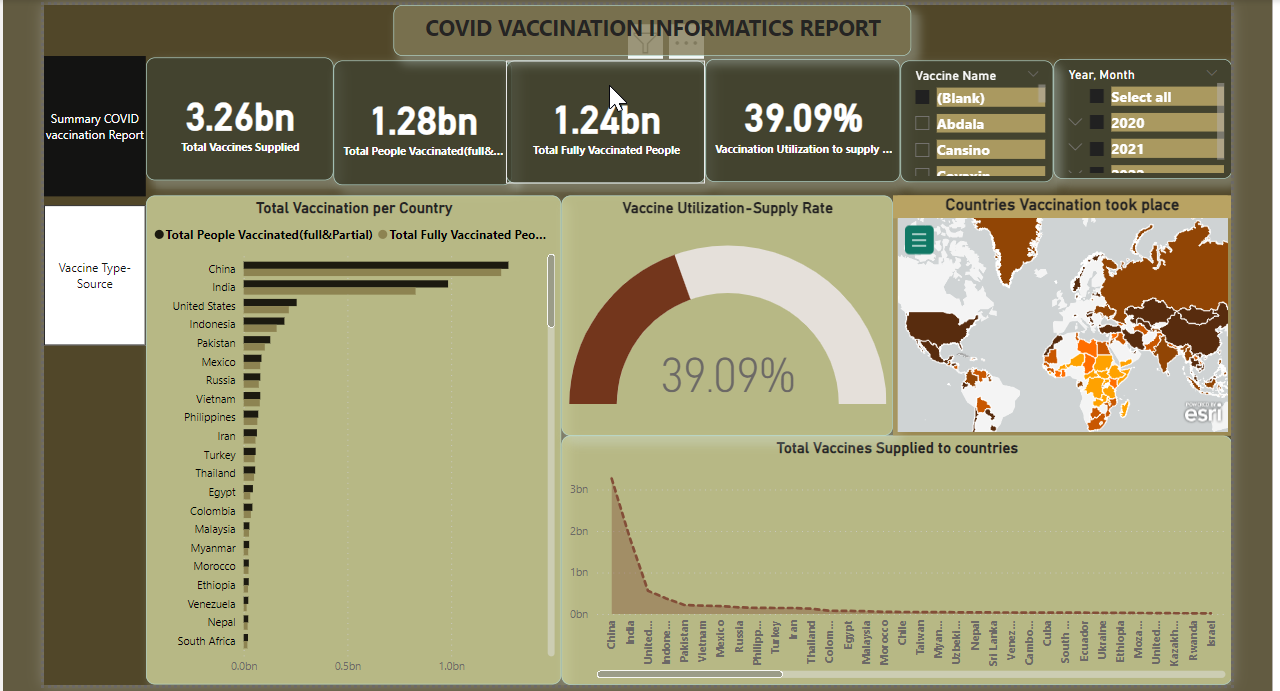 COVID VACCINATION INFORMATICS REPORT
Summary COVID
vaccination Report
Vaccine Type-
Source
3.26bn
Total Vaccines Supplied
1.28bn
Total People Vaccinated(full&...
1.24bn
Total Fully Vaccinated People
39.09%
Vaccination Utilization to supply ...
Vaccine Name
(Blank)
Abdala
Cansino
Covaxin
Year, Month
Select all
2020
2021
2022
Total Vaccination per Country
Total People Vaccinated(full&Partial)
Total Fully Vaccinated Peo...
China
India
United States
Indonesia
Pakistan
Mexico
Russia
Vietnam
Philippines
Iran
Turkey
Thailand
Egypt
Colombia
Malaysia
Myanmar
Morocco
Ethiopia
Venezuela
Nepal
South Africa
0.0bn
0.5bn
1.0bn
Vaccine Utilization-Supply Rate
39.09%
Countries Vaccination took place
POWERED BY
esri
Total Vaccines Supplied to countries
3bn
2bn
1bn
0bn
China
India
United...
Indone...
Pakistan
Vietnam
Mexico
Russia
Philipp...
Turkey
Iran
Thailand
Colom...
Egypt
Malaysia
Morocco
Chile
Taiwan
Myan...
Uzbeki...
Nepal
Sri Lanka
Venez...
Cambo...
Cuba
South ...
Ecuador
Ukraine
Ethiopia
Moza...
United...
Kazakh...
Rwanda
Israel